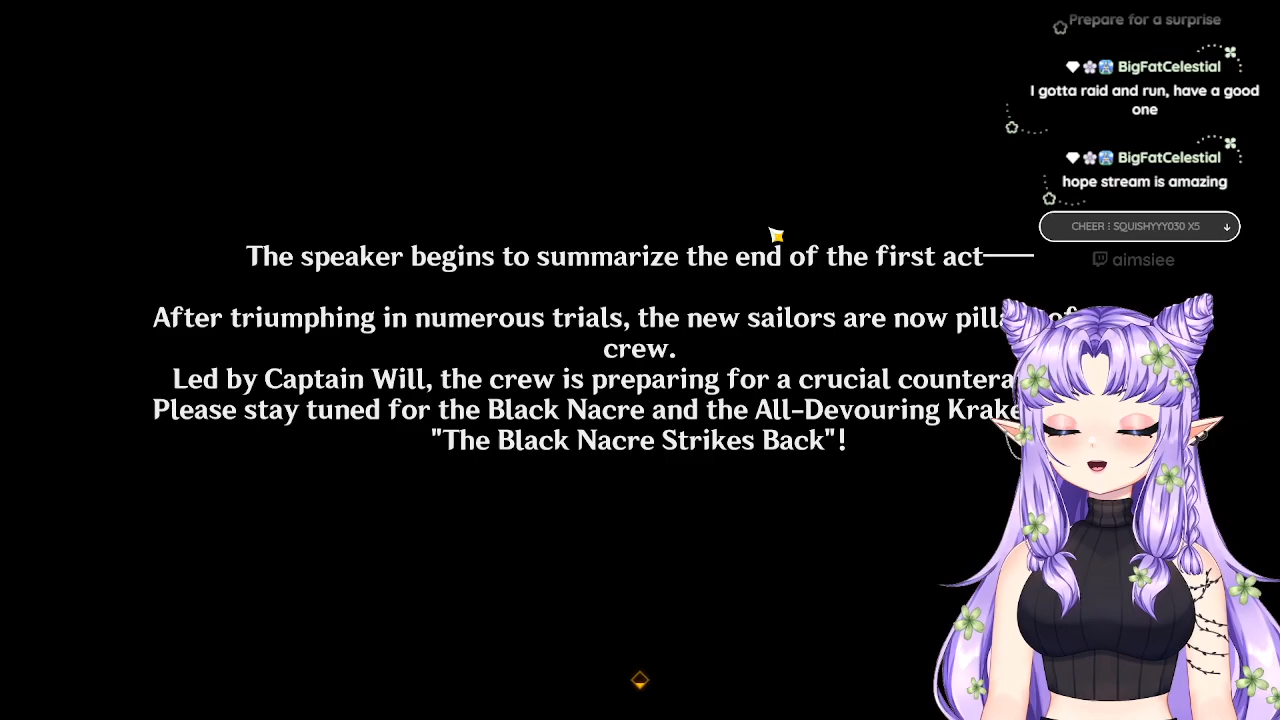 Prepare for a surprise
BigFatCelestial
I gotta raid and run, have a good
one
BigFatCelestial
hope stream is amazing
CHEER : SQUISHYYY030 X5
aimsiee
The speaker begins to summarize the end of the first act——
After triumphing in numerous trials, the new sailors are now
crew.
Led by Captain Will, the crew is preparing for a crucial
Please stay tuned for the Black Nacre and the All-Devouring
"The Black Nacre Strikes Back"!